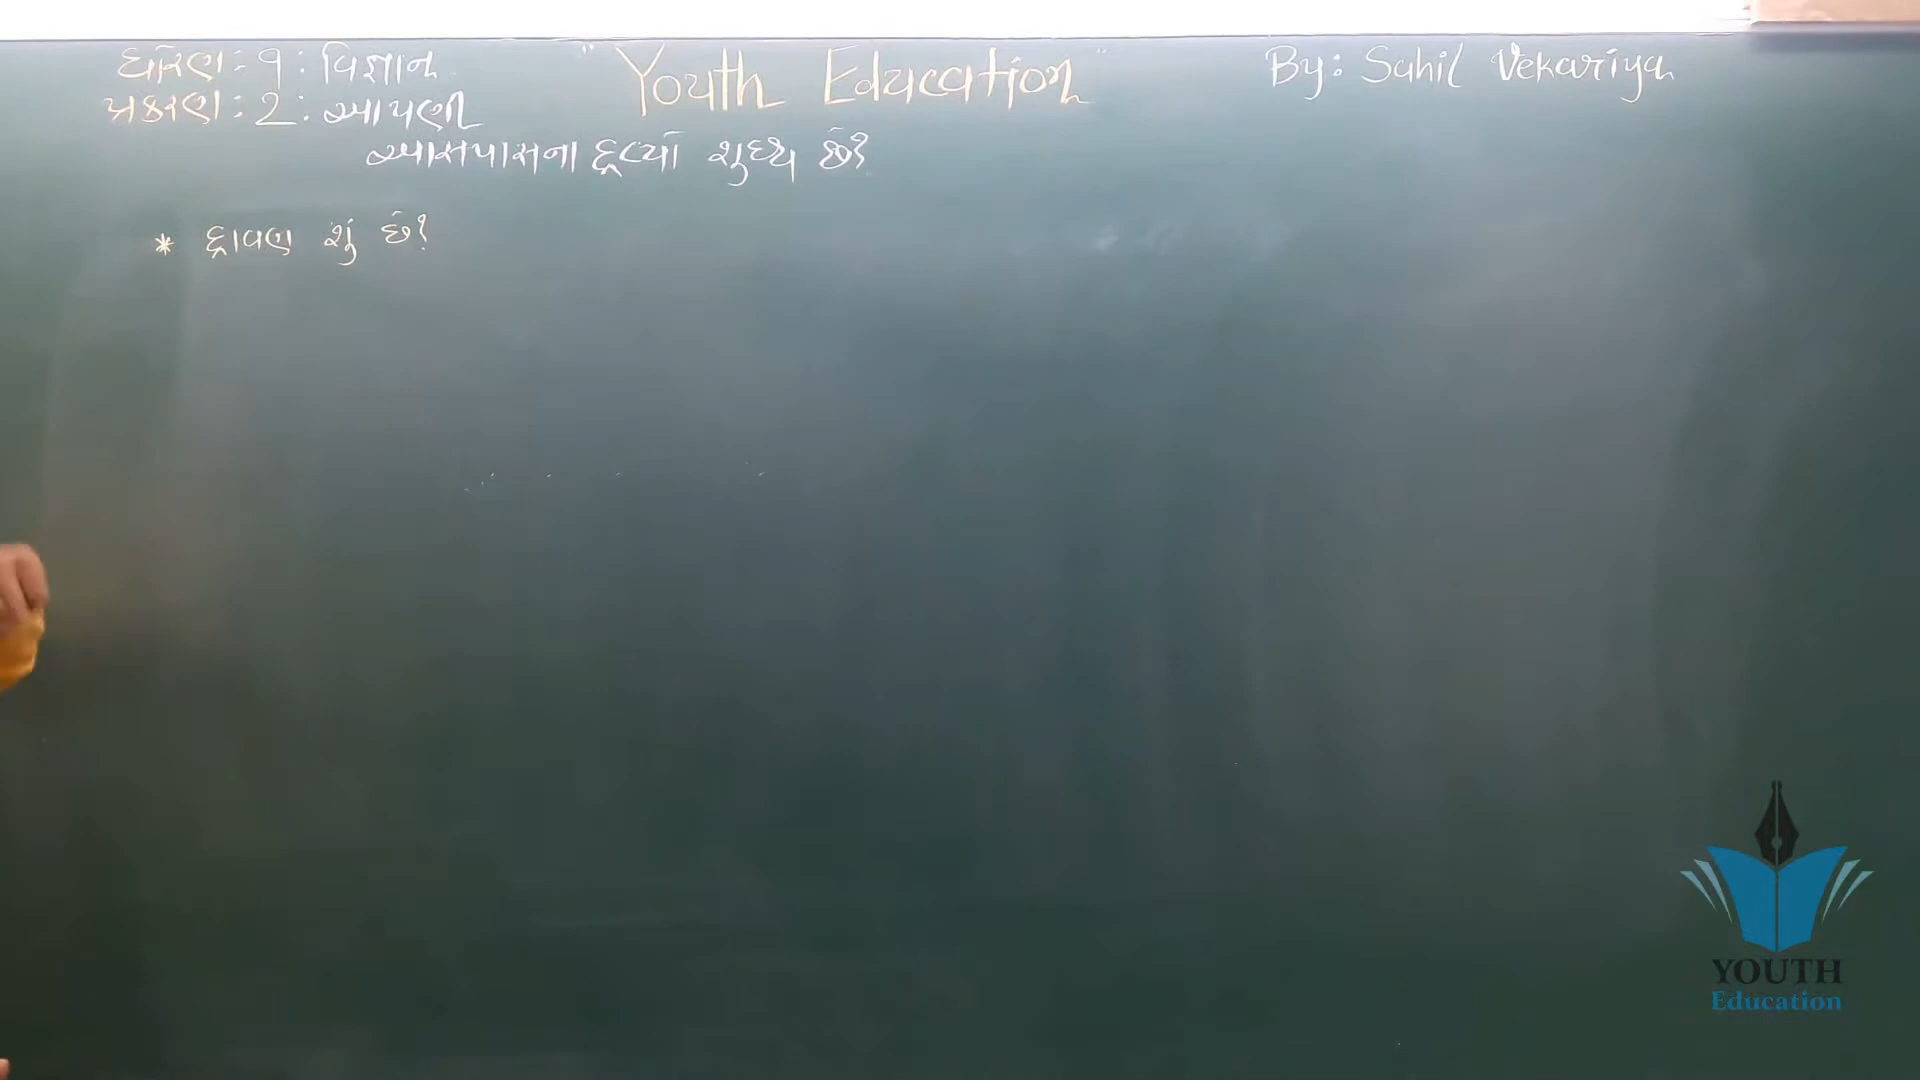 ધોરણ : 9 : વિજ્ઞાન
"Youth Education"
By: Sahil Vekariya
પ્રકરણ : 2 : આપણી
આસપાસના દ્રવ્યો શુધ્ધ છે?
* દ્રાવણ શું છે?
YOUTH
Education